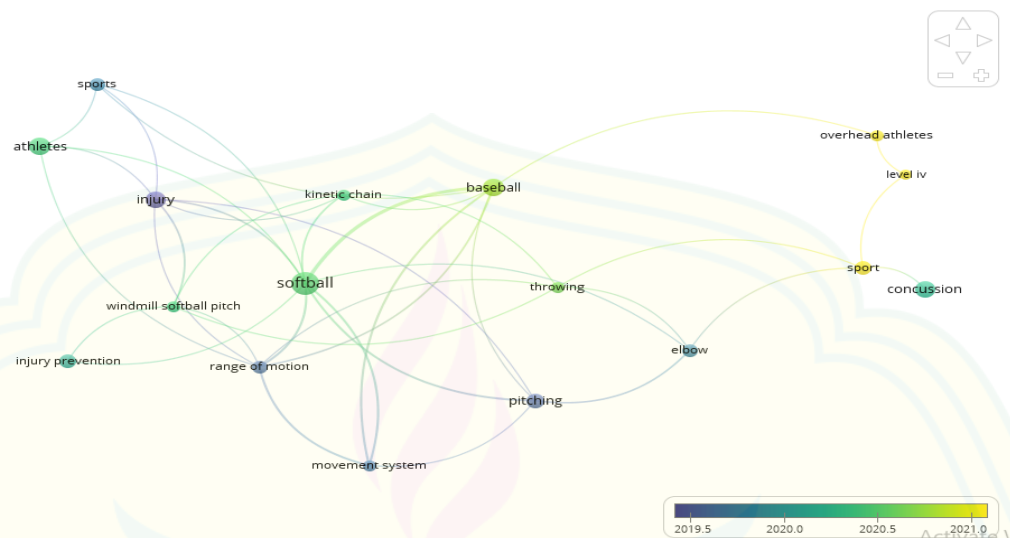 sports
athletes
injury
kinetic chain
baseball
overhead athletes
level iv
softball
sport
throwing
concussion
windmill softball pitch
injury prevention
range of motion
elbow
pitching
movement system
2019.5 2020.0 2020.5 2021.0
Activate